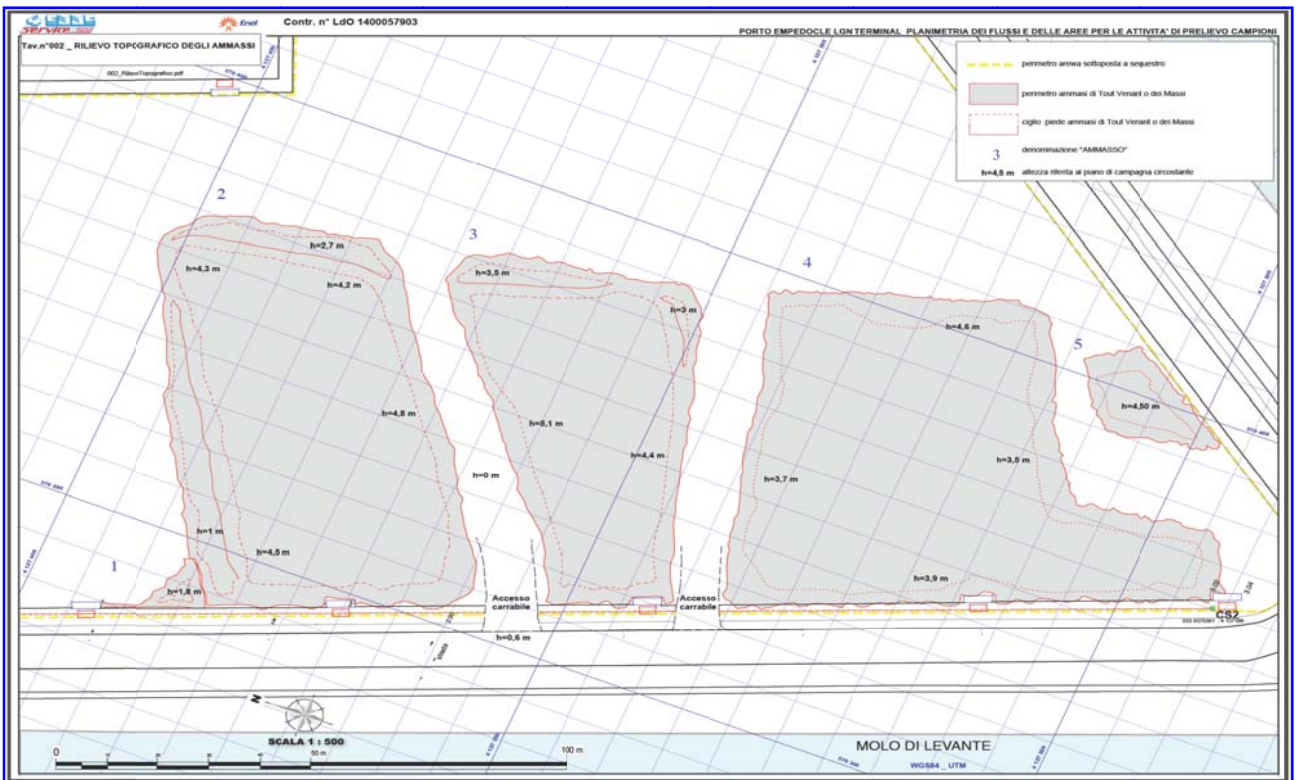 service
Enel
Contr. n° LdO 1400057903
PORTO EMPEDOCLE LGN TERMINAL PLANIMETRIA DEI FLUSSI E DELLE AREE PER LE ATTIVITA' DI PRELIEVO CAMPIONI
Tav.n°002 _ RILIEVO TOPOGRAFICO DEGLI AMMASSI
002_RilievoTopografico.pdf
perimetro arewa sottoposta a sequestro
perimetro ammasi di Tout Venant o dei Massi
ciglio piede ammasi di Tout Venant o dei Massi
3 denominazione "AMMASSO"
h=4,5 m altezza riferita al piano di campagna circostante
2
3
4
5
1
h=2,7 m
h=4,3 m
h=4,2 m
h=3,5 m
h=3 m
h=4,6 m
h=4,50 m
h=4,8 m
h=5,1 m
h=4,4 m
h=3,5 m
h=0 m
h=3,7 m
h=1 m
h=4,5 m
h=1,8 m
h=3,9 m
Accesso
carrabile
Accesso
carrabile
h=0,6 m
CS2
N
SCALA 1 : 500
0
50 m
100 m
MOLO DI LEVANTE
WGS84 _ UTM